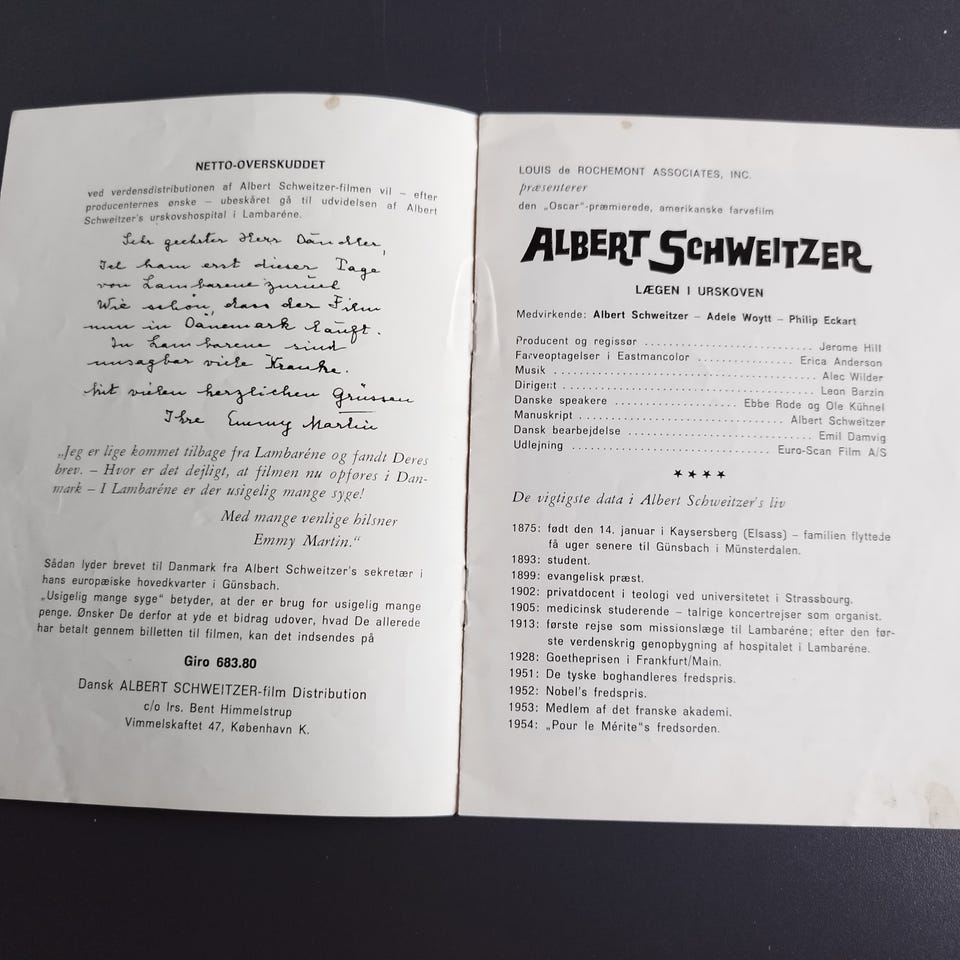 NETTO-OVERSKUDDET
ved verdensdistributionen af Albert Schweitzer-filmen vil – efter
producenternes ønske – ubeskåret gå til udvidelsen af Albert
Schweitzer's urskovshospital i Lambaréne.
Sehr geehrter Herr
Ich kam erst dieser Tage
von Lambarene zurück
Wie schön, dass der Film
nun in Dänemark läuft.
In Lambarene sind
unsagbar viele Kranke.
Mit vielen herzlichen Grüssen
Ihre Emmy Martin
„Jeg er lige kommet tilbage fra Lambaréne og fandt Deres
brev. – Hvor er det dejligt, at filmen nu opføres i Dan-
mark – I Lambaréne er der usigelig mange syge!
Med mange venlige hilsner
Emmy Martin."
Sådan lyder brevet til Danmark fra Albert Schweitzer's sekretær i
hans europæiske hovedkvarter i Günsbach.
„Usigelig mange syge" betyder, at der er brug for usigelig mange
penge. Ønsker De derfor at yde et bidrag udover, hvad De allerede
har betalt gennem billetten til filmen, kan det indsendes på
Giro 683.80
Dansk ALBERT SCHWEITZER-film Distribution
c/o lrs. Bent Himmelstrup
Vimmelskaftet 47, København K.
LOUIS de ROCHEMONT ASSOCIATES, INC.
præsenterer
den „Oscar"-præmierede, amerikanske farvefilm
ALBERT SCHWEITZER
LÆGEN I URSKOVEN
Medvirkende: Albert Schweitzer – Adele Woytt – Philip Eckart
Producent og regissør .......................... Jerome Hill
Farveoptagelser i Eastmancolor ............... Erica Anderson
Musik ........................................ Alec Wilder
Dirigent ..................................... Leon Barzin
Danske speakere .................... Ebbe Rode og Ole Kühnel
Manuskript ............................. Albert Schweitzer
Dansk bearbejdelse ........................... Emil Damvig
Udlejning .............................. Euro-Scan Film A/S
★★★★
De vigtigste data i Albert Schweitzer's liv
1875: født den 14. januar i Kaysersberg (Elsass) – familien flyttede
få uger senere til Günsbach i Münsterdalen.
1893: student.
1899: evangelisk præst.
1902: privatdocent i teologi ved universitetet i Strassbourg.
1905: medicinsk studerende – talrige koncertrejser som organist.
1913: første rejse som missionslæge til Lambaréne; efter den før-
ste verdenskrig genopbygning af hospitalet i Lambaréne.
1928: Goetheprisen i Frankfurt/Main.
1951: De tyske boghandleres fredspris.
1952: Nobel's fredspris.
1953: Medlem af det franske akademi.
1954: „Pour le Mérite"s fredsorden.